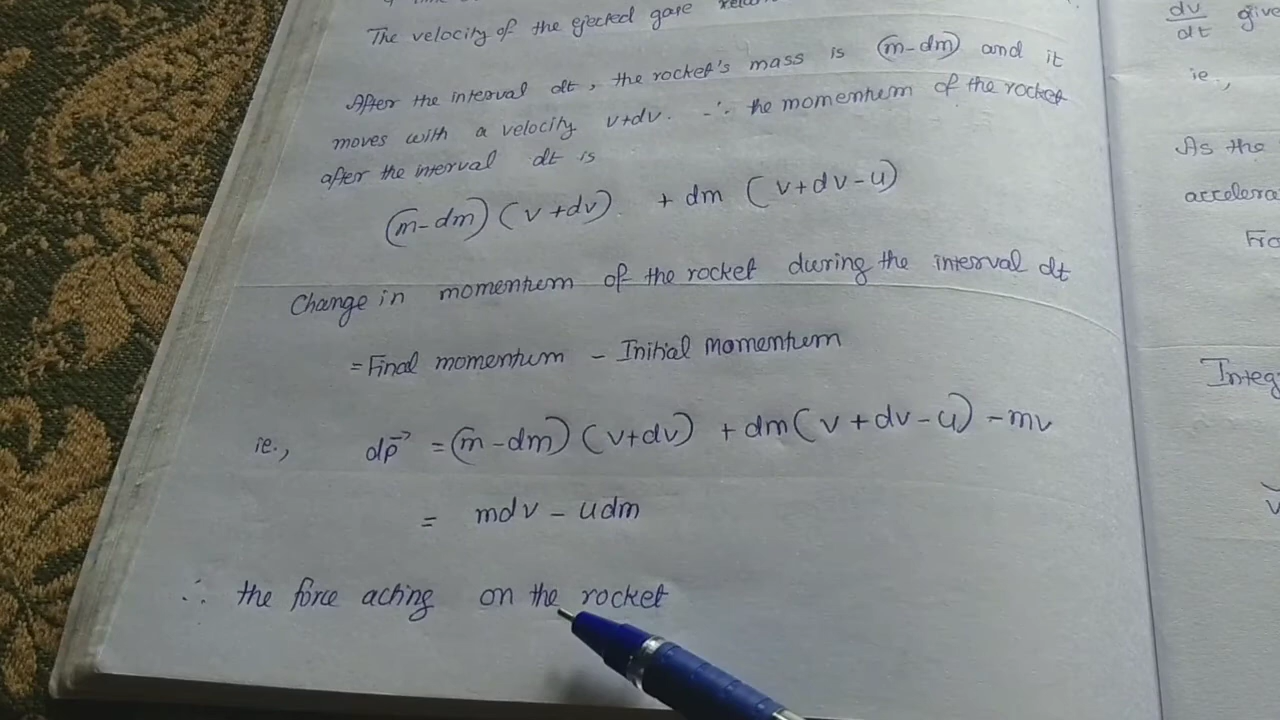 The velocity of the ejected gase
After the interval dt, the rocket's mass is (m-dm) and it
moves with a velocity v+dv. ∴ the momentum of the rocket
after the interval dt is
(m-dm) (v+dv) + dm (v+dv-u)
Change in momentum of the rocket during the interval dt
= Final momentum - Initial momentum
ie., dp⃗ = (m-dm) (v+dv) + dm (v+dv-u) - mv
= mdv - udm
∴ the force acting on the rocket
dv/dt give
ie.,
As the
Integ
v